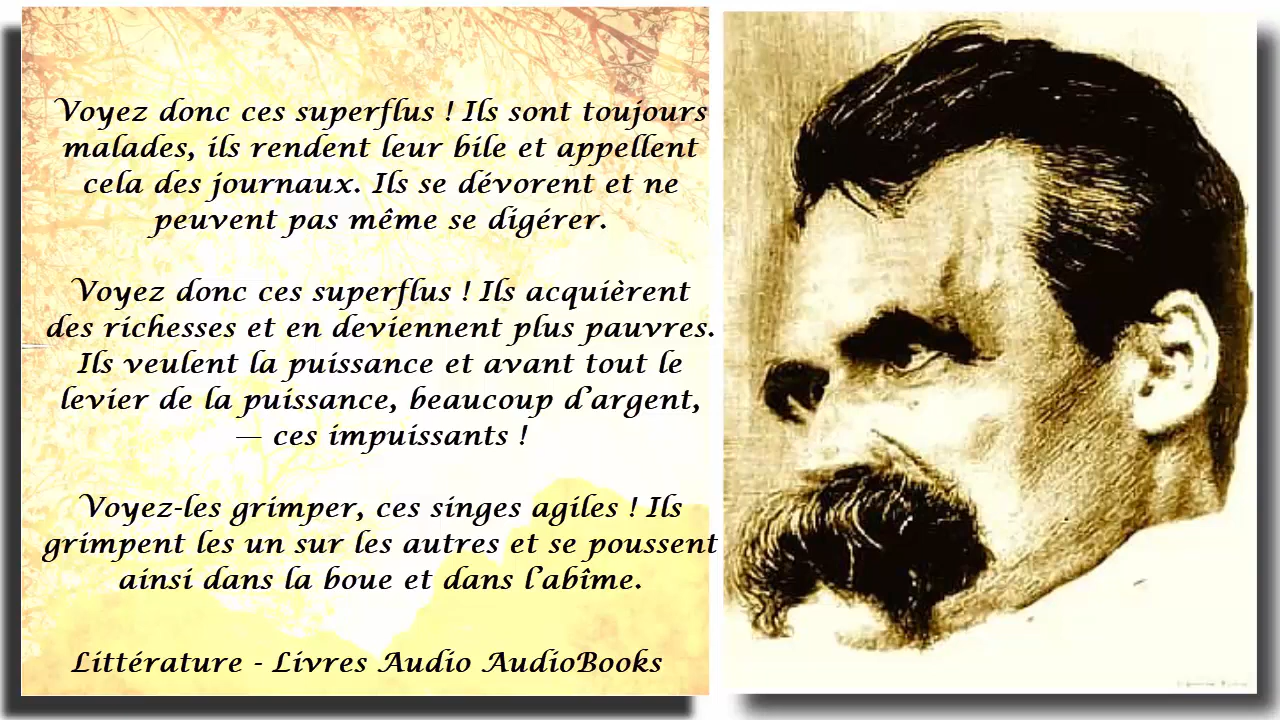 Voyez donc ces superflus ! Ils sont toujours
malades, ils rendent leur bile et appellent
cela des journaux. Ils se dévorent et ne
peuvent pas même se digérer.
Voyez donc ces superflus ! Ils acquièrent
des richesses et en deviennent plus pauvres.
Ils veulent la puissance et avant tout le
levier de la puissance, beaucoup d'argent,
— ces impuissants !
Voyez-les grimper, ces singes agiles ! Ils
grimpent les un sur les autres et se poussent
ainsi dans la boue et dans l'abîme.
Littérature - Livres Audio AudioBooks